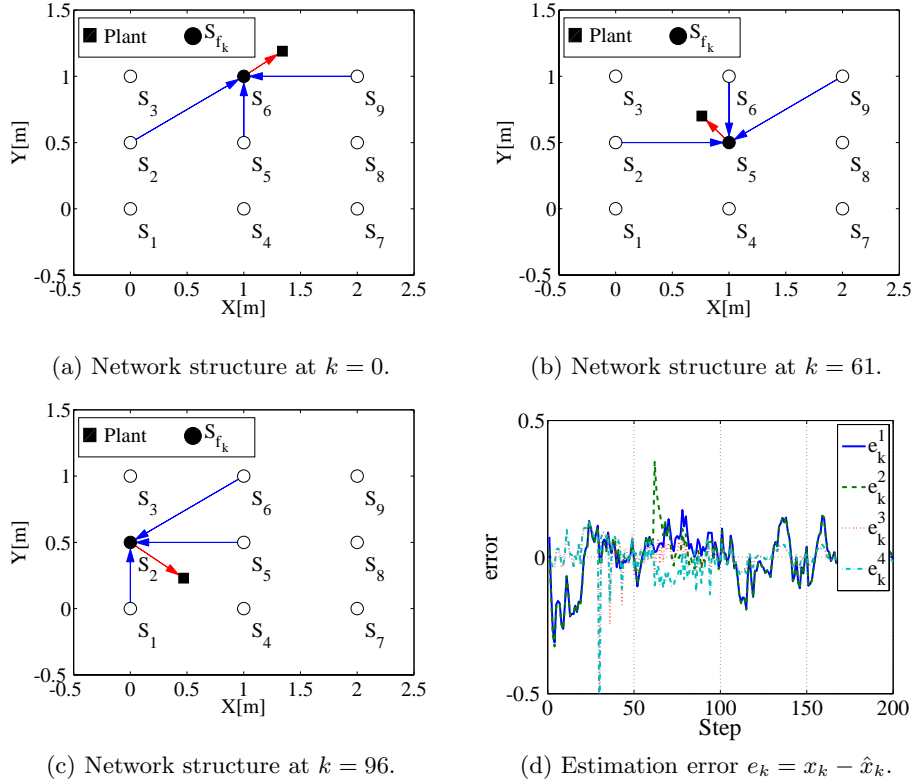 1.5
Plant S_{f_k}
1
S_3 S_6 S_9
Y[m]
0.5
S_2 S_5 S_8
0
S_1 S_4 S_7
-0.5
-0.5 0 0.5 1 1.5 2 2.5
X[m]
(a) Network structure at k = 0.
1.5
Plant S_{f_k}
1
S_3 S_6 S_9
Y[m]
0.5
S_2 S_5 S_8
0
S_1 S_4 S_7
-0.5
-0.5 0 0.5 1 1.5 2 2.5
X[m]
(b) Network structure at k = 61.
1.5
Plant S_{f_k}
1
S_3 S_6 S_9
Y[m]
0.5
S_2 S_5 S_8
0
S_1 S_4 S_7
-0.5
-0.5 0 0.5 1 1.5 2 2.5
X[m]
(c) Network structure at k = 96.
0.5
e_k^1
e_k^2
e_k^3
e_k^4
error
0
-0.5
0 50 100 150 200
Step
(d) Estimation error e_k = x_k − x̂_k.